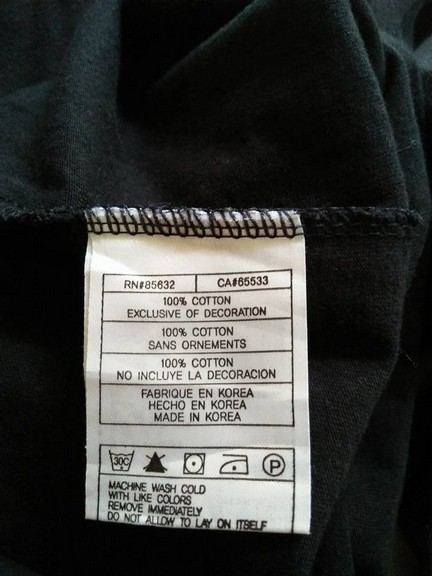 RN#85632 CA#65533
100% COTTON
EXCLUSIVE OF DECORATION
100% COTTON
SANS ORNEMENTS
100% COTTON
NO INCLUYE LA DECORACION
FABRIQUE EN KOREA
HECHO EN KOREA
MADE IN KOREA
30C P
MACHINE WASH COLD
WITH LIKE COLORS
REMOVE IMMEDIATELY
DO NOT ALLOW TO LAY ON ITSELF